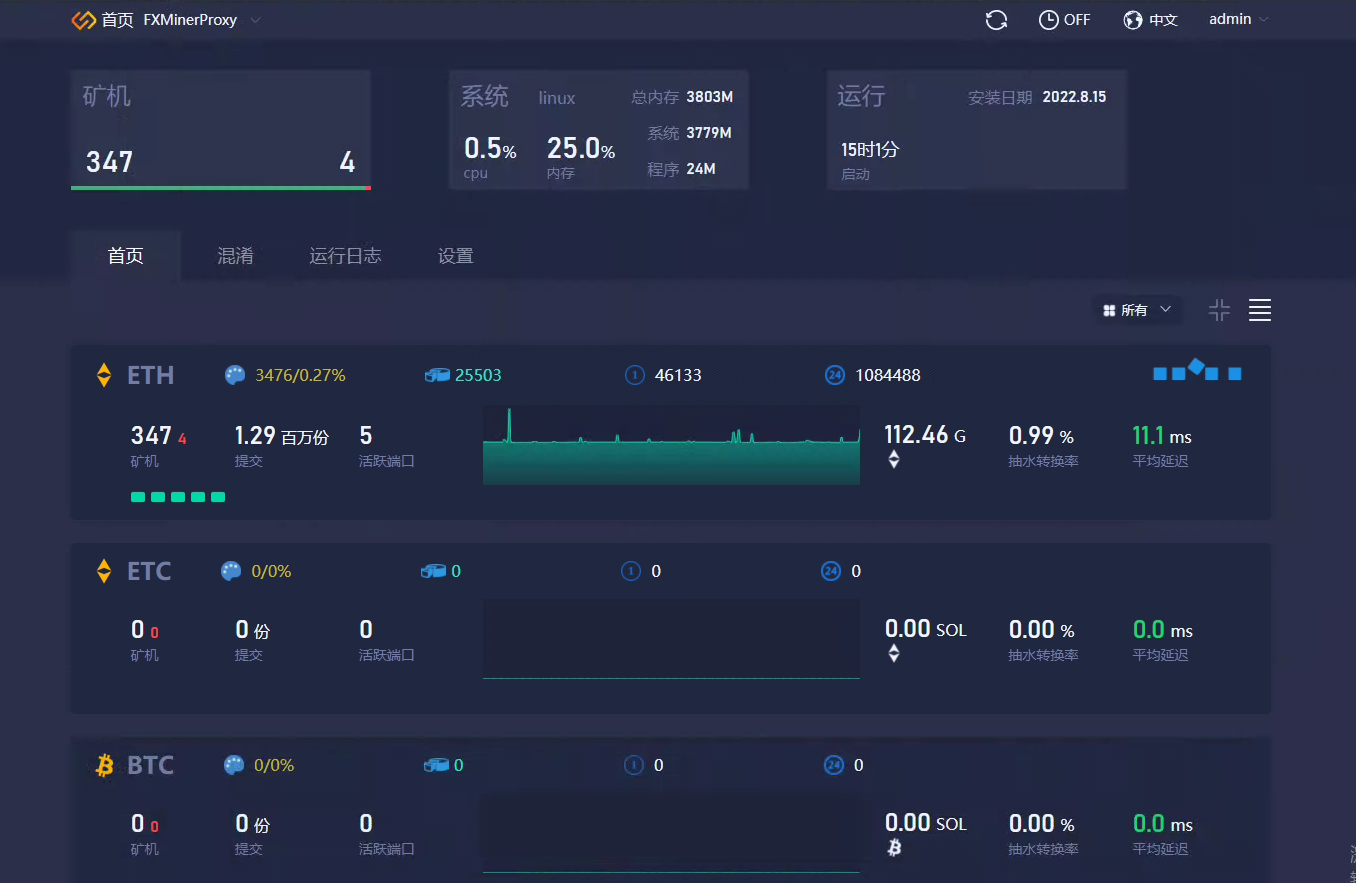 首页 FXMinerProxy OFF 中文 admin
矿机
347 4
系统 linux 总内存 3803M
0.5% 25.0% 系统 3779M
cpu 内存 程序 24M
运行 安装日期 2022.8.15
15时1分
启动
首页 混淆 运行日志 设置
所有
ETH 3476/0.27% 25503 1 46133 24 1084488
347 4 1.29 百万份 5 112.46 G 0.99 % 11.1 ms
矿机 提交 活跃端口 抽水转换率 平均延迟
ETC 0/0% 0 1 0 24 0
0 0 0 份 0 0.00 SOL 0.00 % 0.0 ms
矿机 提交 活跃端口 抽水转换率 平均延迟
BTC 0/0% 0 1 0 24 0
0 0 0 份 0 0.00 SOL 0.00 % 0.0 ms
矿机 提交 活跃端口 抽水转换率 平均延迟